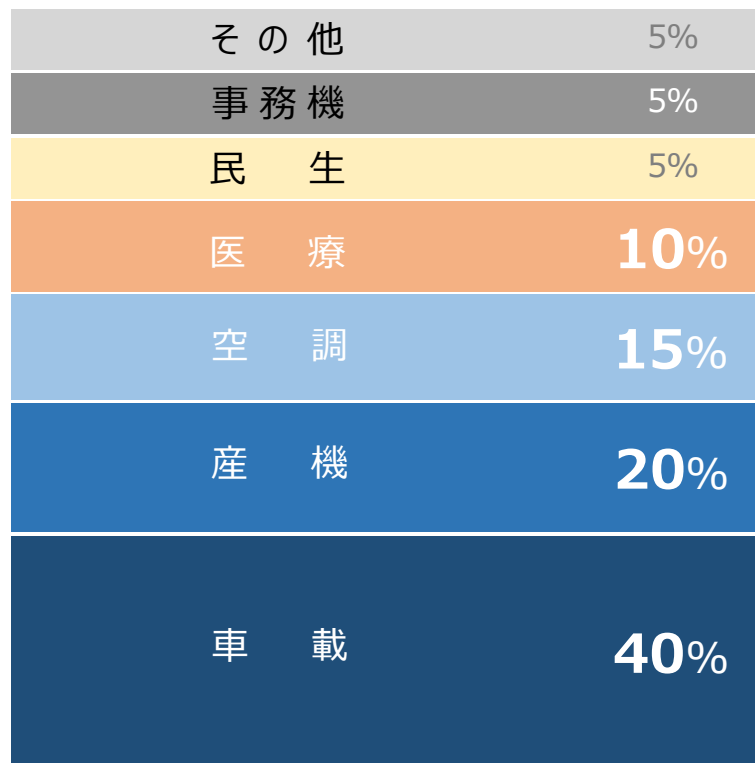 その他 5%
事務機 5%
民生 5%
医療 10%
空調 15%
産機 20%
車載 40%